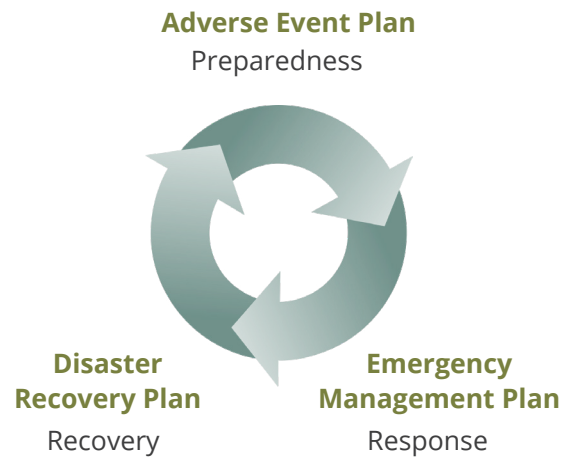 Adverse Event Plan
Preparedness
Disaster
Recovery Plan
Recovery
Emergency
Management Plan
Response